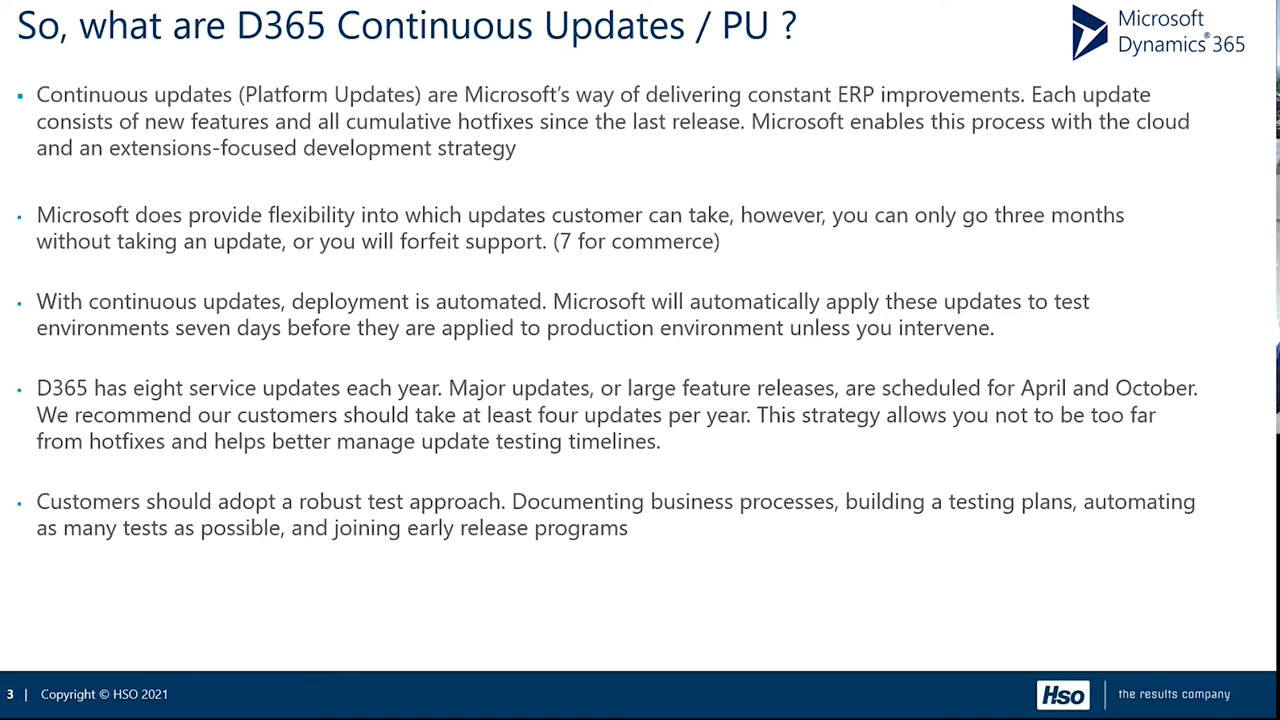 So, what are D365 Continuous Updates / PU ?
Microsoft
Dynamics® 365
▪ Continuous updates (Platform Updates) are Microsoft's way of delivering constant ERP improvements. Each update
consists of new features and all cumulative hotfixes since the last release. Microsoft enables this process with the cloud
and an extensions-focused development strategy
• Microsoft does provide flexibility into which updates customer can take, however, you can only go three months
without taking an update, or you will forfeit support. (7 for commerce)
• With continuous updates, deployment is automated. Microsoft will automatically apply these updates to test
environments seven days before they are applied to production environment unless you intervene.
• D365 has eight service updates each year. Major updates, or large feature releases, are scheduled for April and October.
We recommend our customers should take at least four updates per year. This strategy allows you not to be too far
from hotfixes and helps better manage update testing timelines.
• Customers should adopt a robust test approach. Documenting business processes, building a testing plans, automating
as many tests as possible, and joining early release programs
3 | Copyright © HSO 2021
Hso | the results company